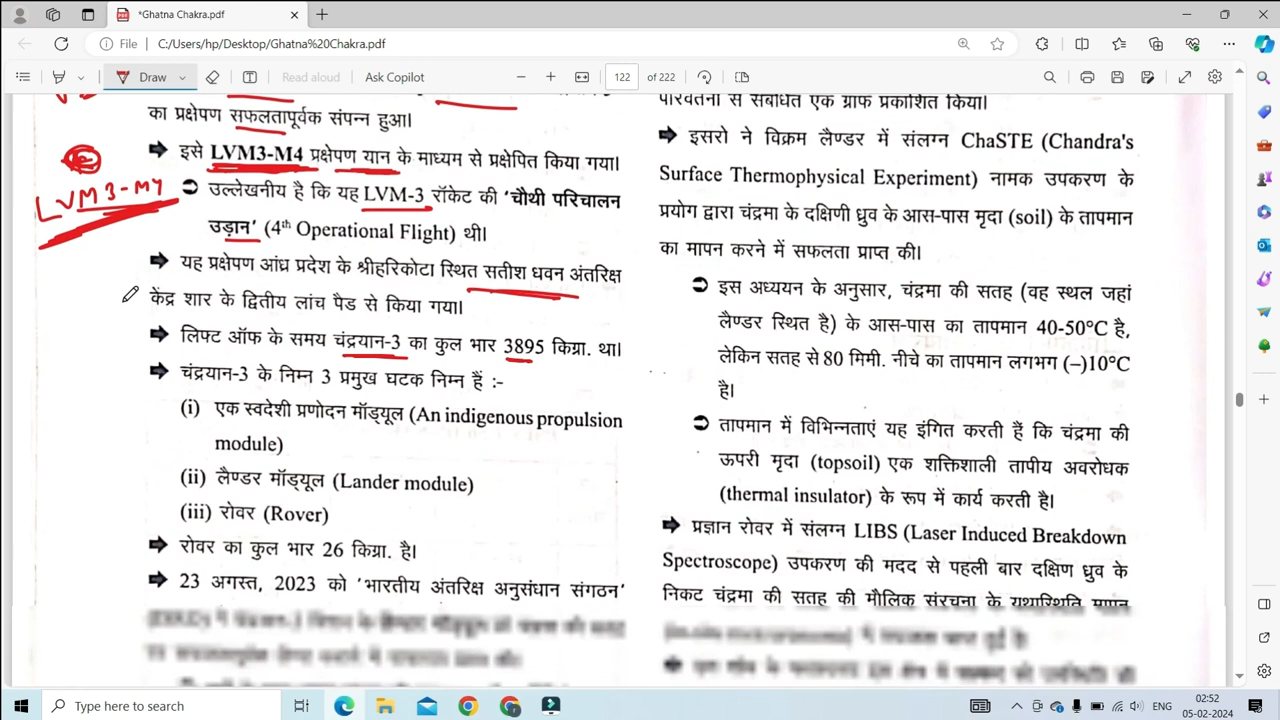 *Ghatna Chakra.pdf
File
C:/Users/hp/Desktop/Ghatna%20Chakra.pdf
Draw
Read aloud
Ask Copilot
122
of 222
का प्रक्षेपण सफलतापूर्वक संपन्न हुआ।
➡ इसे LVM3-M4 प्रक्षेपण यान के माध्यम से प्रक्षेपित किया गया।
LVM3-M4
उल्लेखनीय है कि यह LVM-3 रॉकेट की 'चौथी परिचालन
उड़ान' (4th Operational Flight) थी।
➡ यह प्रक्षेपण आंध्र प्रदेश के श्रीहरिकोटा स्थित सतीश धवन अंतरिक्ष
केंद्र शार के द्वितीय लांच पैड से किया गया।
➡ लिफ्ट ऑफ के समय चंद्रयान-3 का कुल भार 3895 किग्रा. था।
➡ चंद्रयान-3 के निम्न 3 प्रमुख घटक निम्न हैं :-
(i) एक स्वदेशी प्रणोदन मॉड्यूल (An indigenous propulsion
module)
(ii) लैण्डर मॉड्यूल (Lander module)
(iii) रोवर (Rover)
➡ रोवर का कुल भार 26 किग्रा. है।
➡ 23 अगस्त, 2023 को 'भारतीय अंतरिक्ष अनुसंधान संगठन'
परिवर्तनों से संबंधित एक ग्राफ प्रकाशित किया।
➡ इसरो ने विक्रम लैण्डर में संलग्न ChaSTE (Chandra's
Surface Thermophysical Experiment) नामक उपकरण के
प्रयोग द्वारा चंद्रमा के दक्षिणी ध्रुव के आस-पास मृदा (soil) के तापमान
का मापन करने में सफलता प्राप्त की।
इस अध्ययन के अनुसार, चंद्रमा की सतह (वह स्थल जहां
लैण्डर स्थित है) के आस-पास का तापमान 40-50°C है,
लेकिन सतह से 80 मिमी. नीचे का तापमान लगभग (–)10°C
है।
तापमान में विभिन्नताएं यह इंगित करती हैं कि चंद्रमा की
ऊपरी मृदा (topsoil) एक शक्तिशाली तापीय अवरोधक
(thermal insulator) के रूप में कार्य करती है।
➡ प्रज्ञान रोवर में संलग्न LIBS (Laser Induced Breakdown
Spectroscope) उपकरण की मदद से पहली बार दक्षिण ध्रुव के
निकट चंद्रमा की सतह की मौलिक संरचना के यथास्थिति मापन
Type here to search
ENG
02:52
05-02-2024